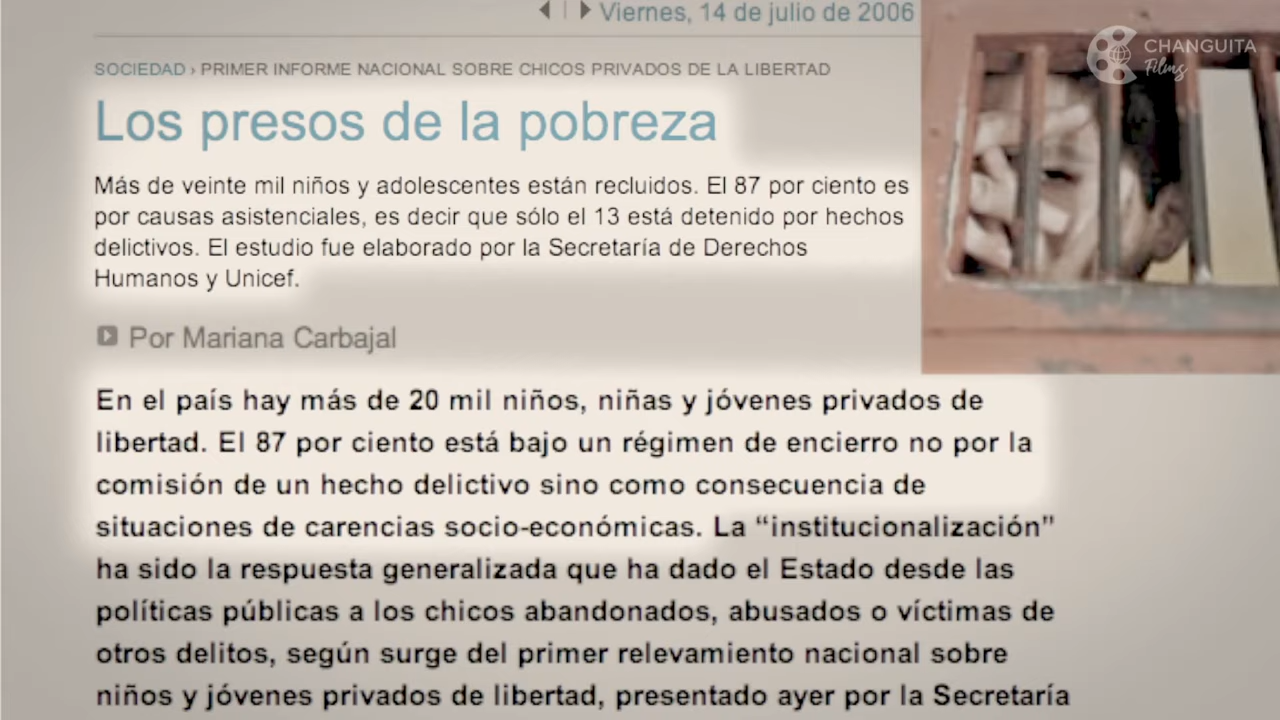 Viernes, 14 de julio de 2006
CHANGUITA
Films
SOCIEDAD › PRIMER INFORME NACIONAL SOBRE CHICOS PRIVADOS DE LA LIBERTAD
Los presos de la pobreza
Más de veinte mil niños y adolescentes están recluidos. El 87 por ciento es
por causas asistenciales, es decir que sólo el 13 está detenido por hechos
delictivos. El estudio fue elaborado por la Secretaría de Derechos
Humanos y Unicef.
Por Mariana Carbajal
En el país hay más de 20 mil niños, niñas y jóvenes privados de
libertad. El 87 por ciento está bajo un régimen de encierro no por la
comisión de un hecho delictivo sino como consecuencia de
situaciones de carencias socio-económicas. La “institucionalización”
ha sido la respuesta generalizada que ha dado el Estado desde las
políticas públicas a los chicos abandonados, abusados o víctimas de
otros delitos, según surge del primer relevamiento nacional sobre
niños y jóvenes privados de libertad, presentado ayer por la Secretaría